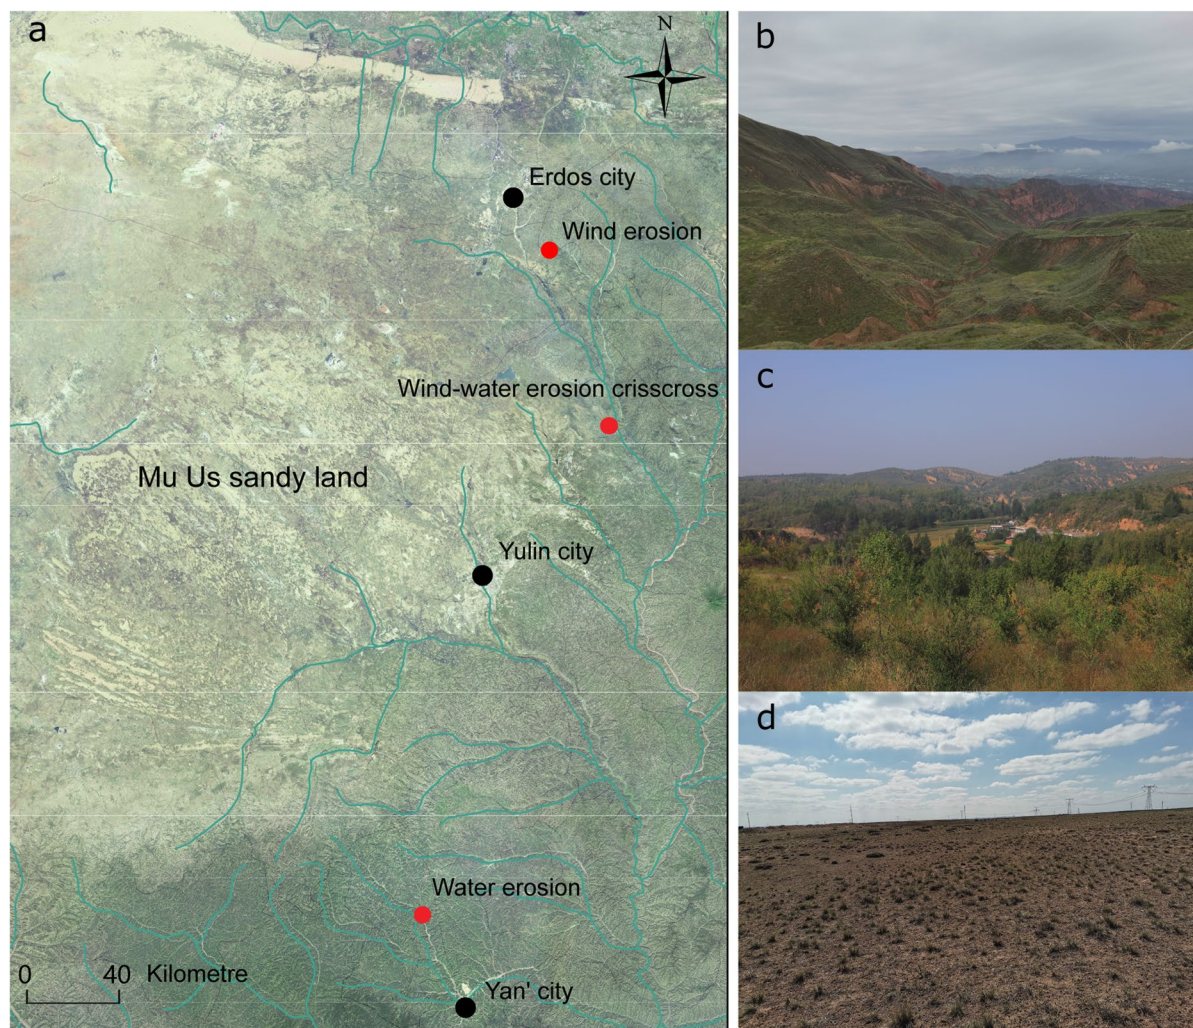 a
N
Erdos city
Wind erosion
Wind-water erosion crisscross
Mu Us sandy land
Yulin city
Water erosion
0 40 Kilometre
Yan' city
b
c
d